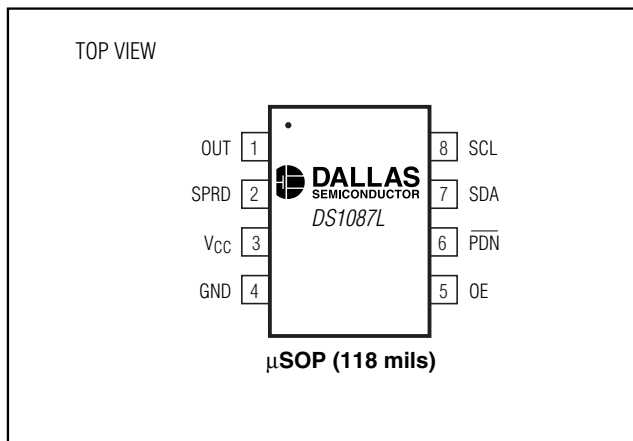 TOP VIEW
OUT 1
8 SCL
DALLAS
SEMICONDUCTOR
SPRD 2
7 SDA
DS1087L
VCC 3
6 P̅D̅N̅
GND 4
5 OE
µSOP (118 mils)